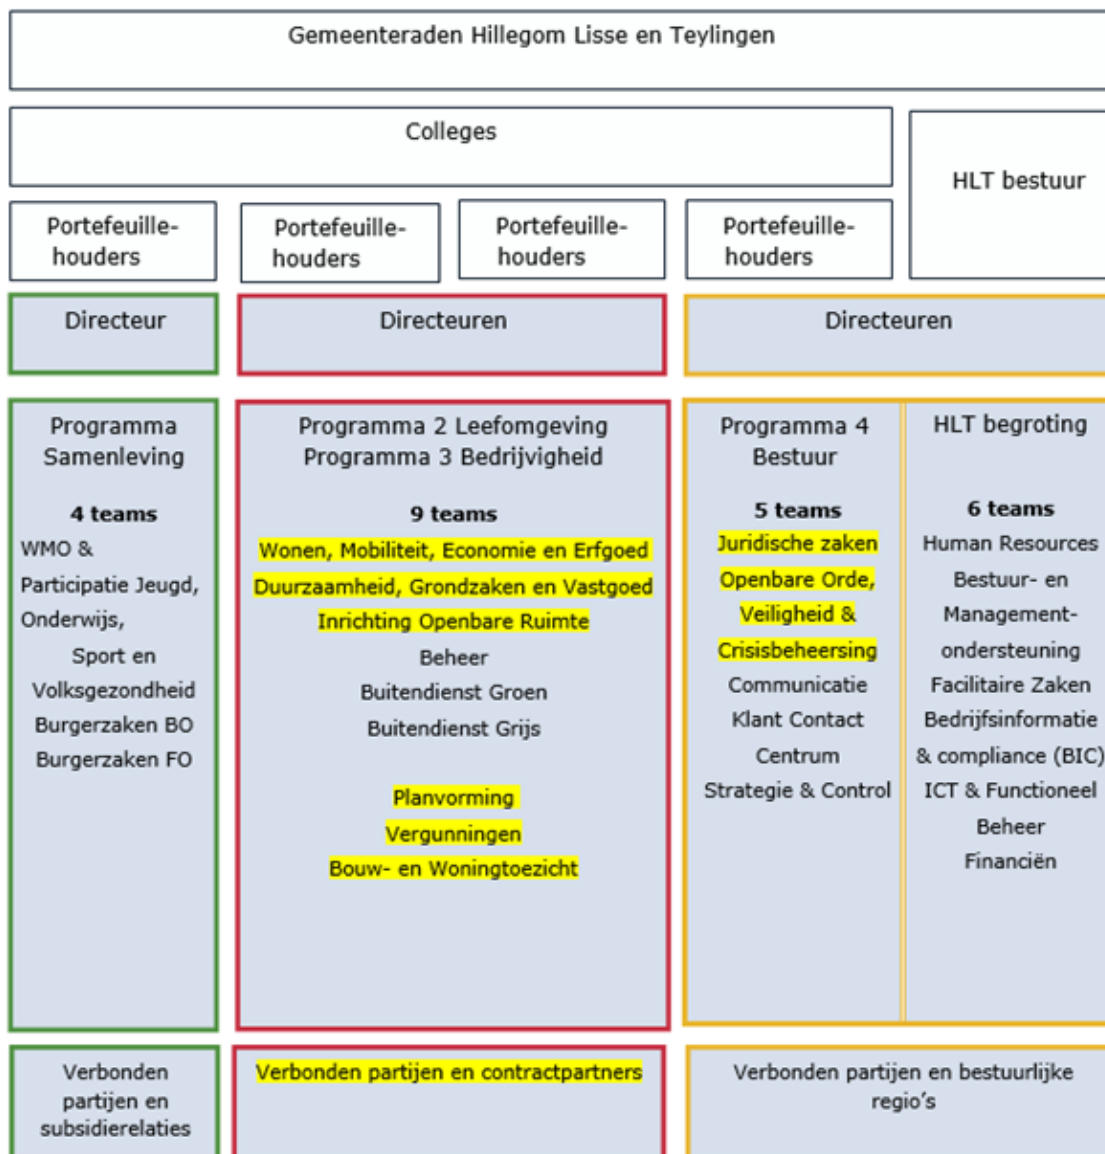 Gemeenteraden Hillegom Lisse en Teylingen
Colleges
HLT bestuur
Portefeuille-
houders
Portefeuille-
houders
Portefeuille-
houders
Portefeuille-
houders
Directeur
Directeuren
Directeuren
Programma
Samenleving
4 teams
WMO &
Participatie Jeugd,
Onderwijs,
Sport en
Volksgezondheid
Burgerzaken BO
Burgerzaken FO
Programma 2 Leefomgeving
Programma 3 Bedrijvigheid
9 teams
Wonen, Mobiliteit, Economie en Erfgoed
Duurzaamheid, Grondzaken en Vastgoed
Inrichting Openbare Ruimte
Beheer
Buitendienst Groen
Buitendienst Grijs
Planvorming
Vergunningen
Bouw- en Woningtoezicht
Programma 4
Bestuur
5 teams
Juridische zaken
Openbare Orde,
Veiligheid &
Crisisbeheersing
Communicatie
Klant Contact
Centrum
Strategie & Control
HLT begroting
6 teams
Human Resources
Bestuur- en
Management-
ondersteuning
Facilitaire Zaken
Bedrijfsinformatie
& compliance (BIC)
ICT & Functioneel
Beheer
Financiën
Verbonden
partijen en
subsidierelaties
Verbonden partijen en contractpartners
Verbonden partijen en bestuurlijke
regio's